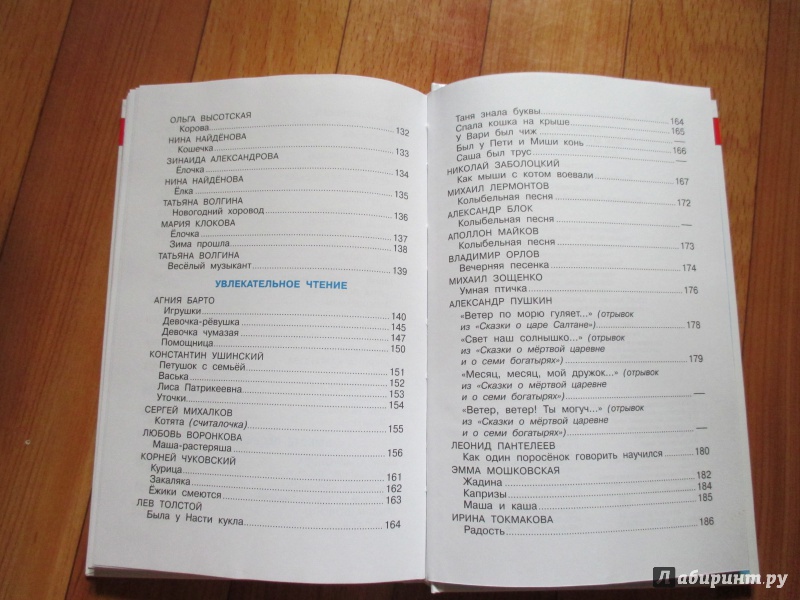 ОЛЬГА ВЫСОТСКАЯ
Корова 132
НИНА НАЙДЁНОВА
Кошечка 133
ЗИНАИДА АЛЕКСАНДРОВА
Ёлочка 134
НИНА НАЙДЁНОВА
Ёлка 135
ТАТЬЯНА ВОЛГИНА
Новогодний хоровод 136
МАРИЯ КЛОКОВА
Ёлочка 137
Зима прошла 138
ТАТЬЯНА ВОЛГИНА
Весёлый музыкант 139
УВЛЕКАТЕЛЬНОЕ ЧТЕНИЕ
АГНИЯ БАРТО
Игрушки 140
Девочка-рёвушка 145
Девочка чумазая 147
Помощница 150
КОНСТАНТИН УШИНСКИЙ
Петушок с семьёй 151
Васька 152
Лиса Патрикеевна 153
Уточки 154
СЕРГЕЙ МИХАЛКОВ
Котята (считалочка) 155
ЛЮБОВЬ ВОРОНКОВА
Маша-растеряша 156
КОРНЕЙ ЧУКОВСКИЙ
Курица 161
Закаляка 162
Ёжики смеются 163
ЛЕВ ТОЛСТОЙ
Была у Насти кукла 164
Таня знала буквы 164
Спала кошка на крыше 165
У Вари был чиж —
Был у Пети и Миши конь 166
Саша был трус —
НИКОЛАЙ ЗАБОЛОЦКИЙ
Как мыши с котом воевали 167
МИХАИЛ ЛЕРМОНТОВ
Колыбельная песня 172
АЛЕКСАНДР БЛОК
Колыбельная песня —
АПОЛЛОН МАЙКОВ
Колыбельная песня 173
ВЛАДИМИР ОРЛОВ
Вечерняя песенка 174
МИХАИЛ ЗОЩЕНКО
Умная птичка 176
АЛЕКСАНДР ПУШКИН
«Ветер по морю гуляет...» (отрывок
из «Сказки о царе Салтане») 178
«Свет наш солнышко...» (отрывок
из «Сказки о мёртвой царевне
и о семи богатырях») 179
«Месяц, месяц, мой дружок...» (отрывок
из «Сказки о мёртвой царевне
и о семи богатырях») —
«Ветер, ветер! Ты могуч...» (отрывок
из «Сказки о мёртвой царевне
и о семи богатырях») —
ЛЕОНИД ПАНТЕЛЕЕВ
Как один поросёнок говорить научился 180
ЭММА МОШКОВСКАЯ
Жадина 182
Капризы 184
Маша и каша 185
ИРИНА ТОКМАКОВА
Радость 186
Лабиринт.ру